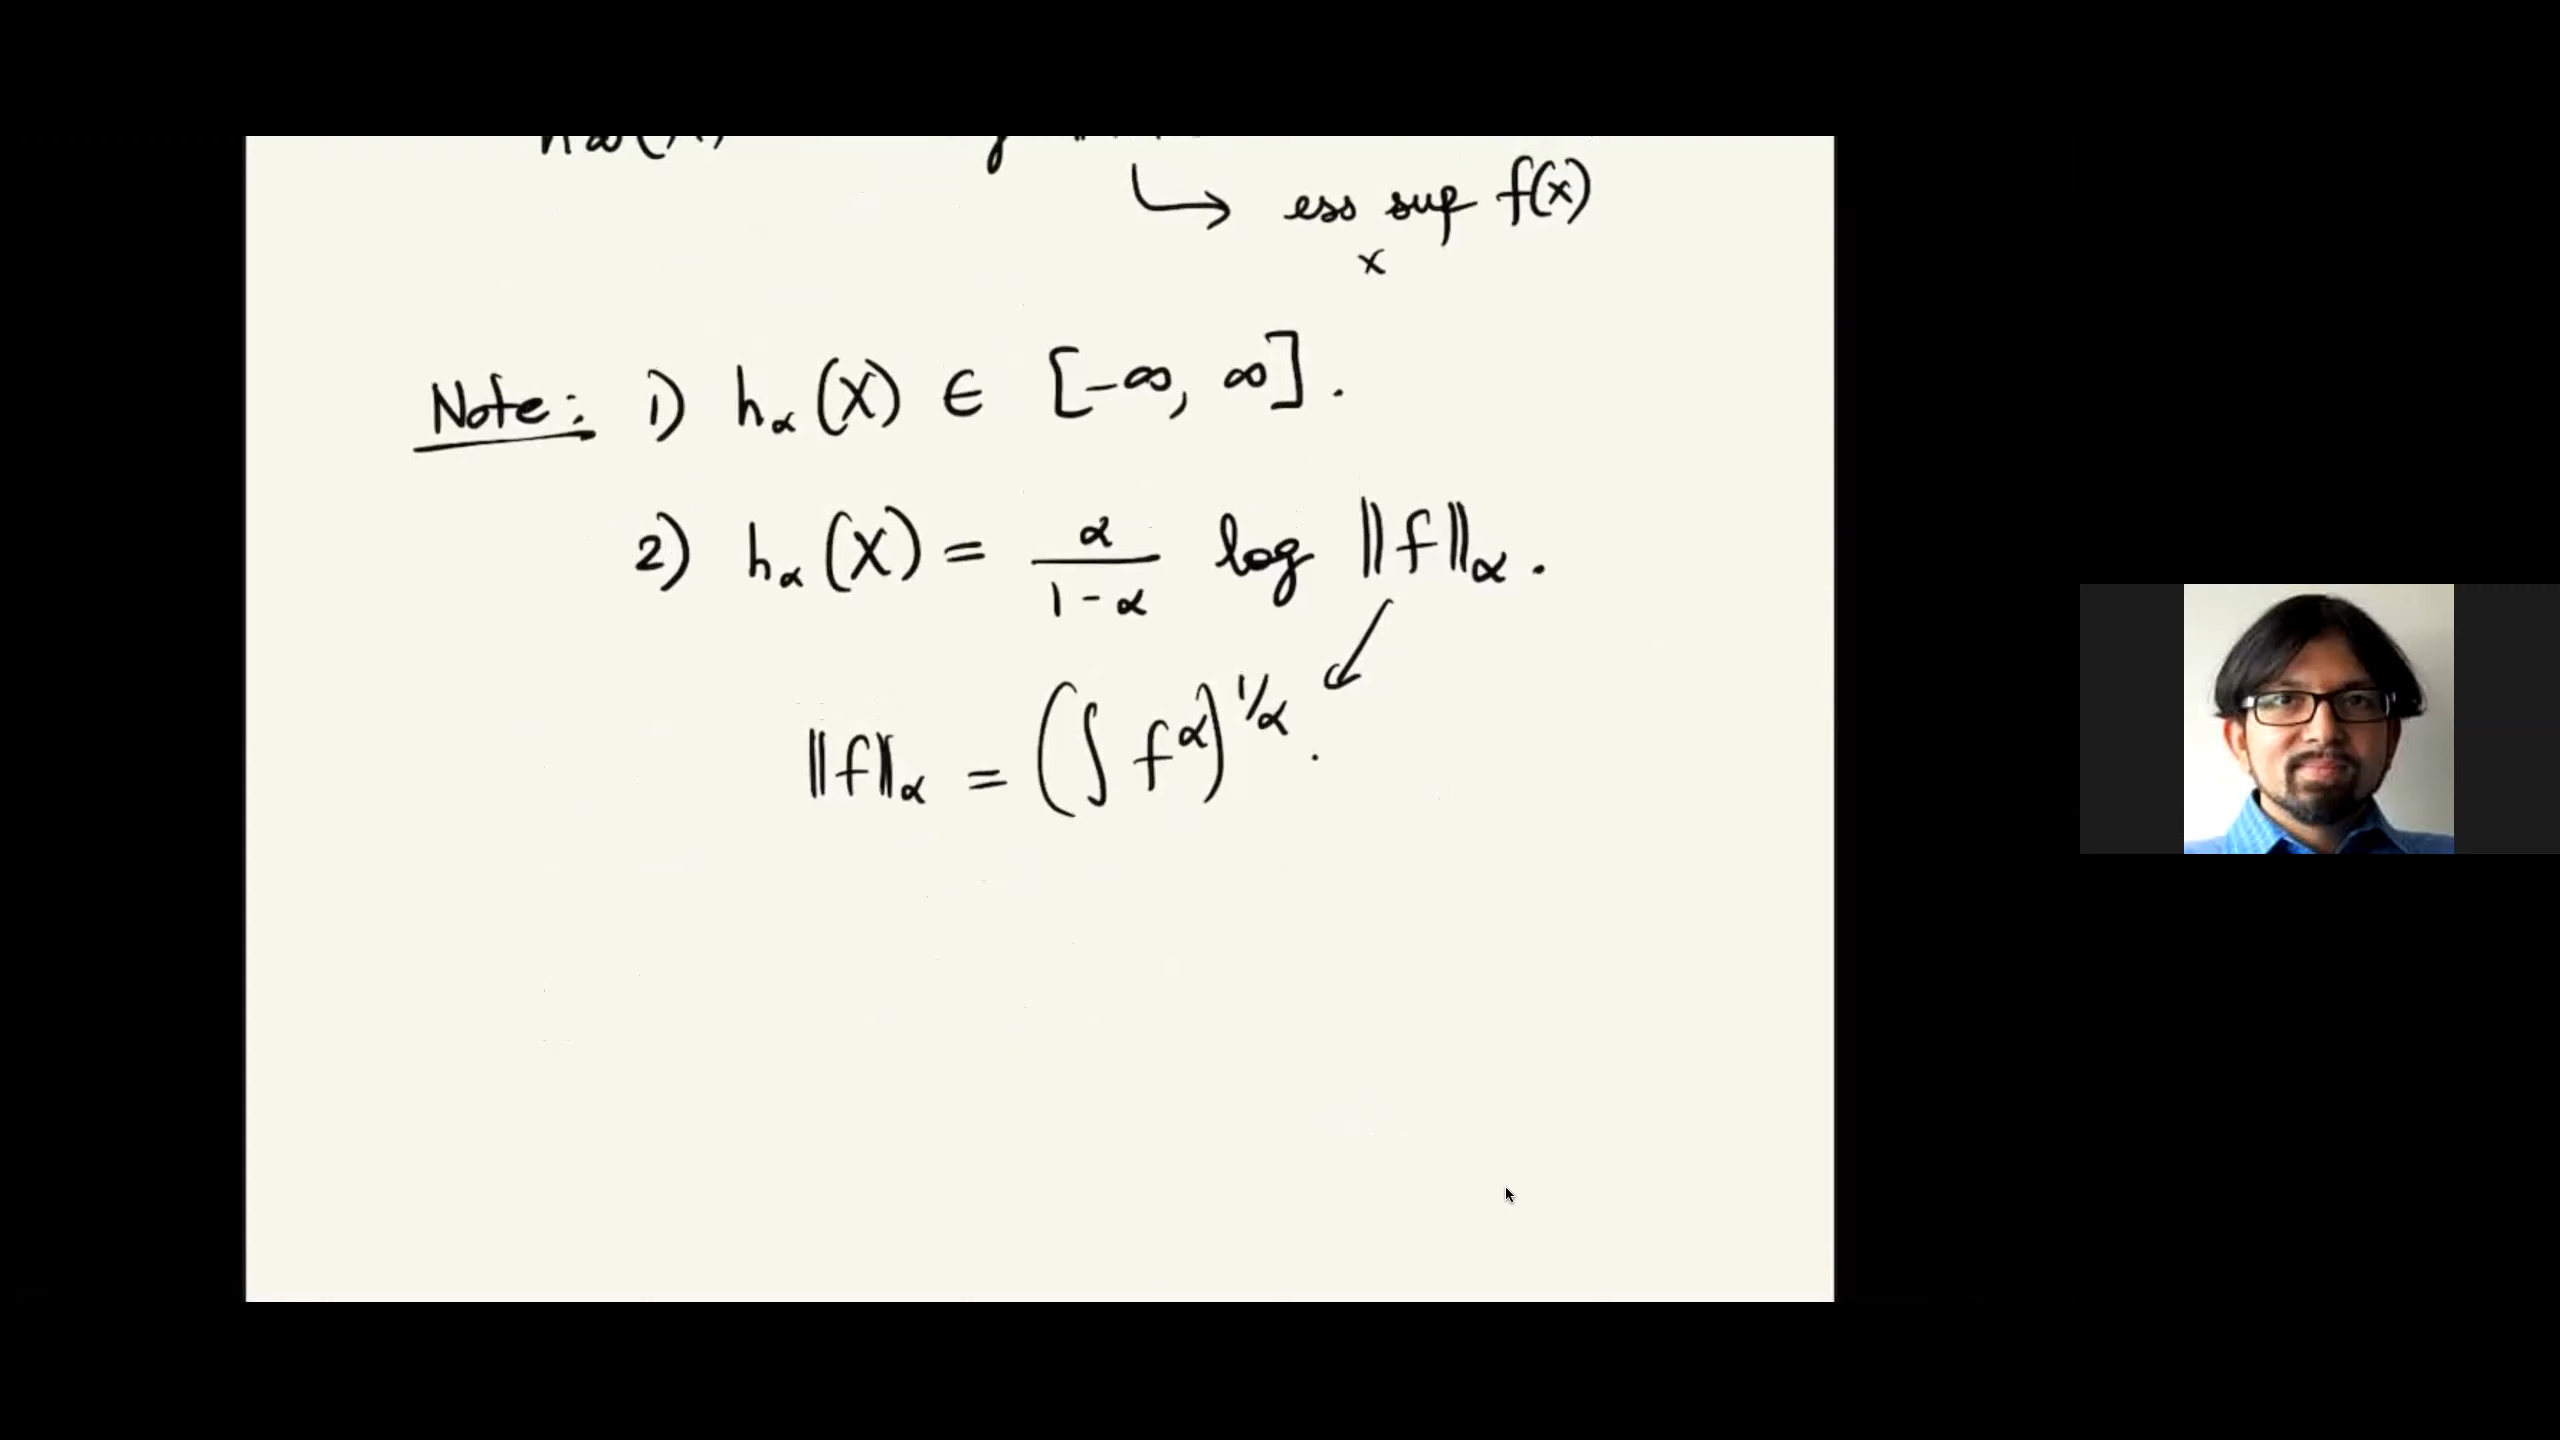 ess sup f(x)
x
Note: 1) hα(X) ∈ [-∞, ∞].
2) hα(X) = α / 1-α log ||f||α.
||f||α = (∫ f^α)^1/α.